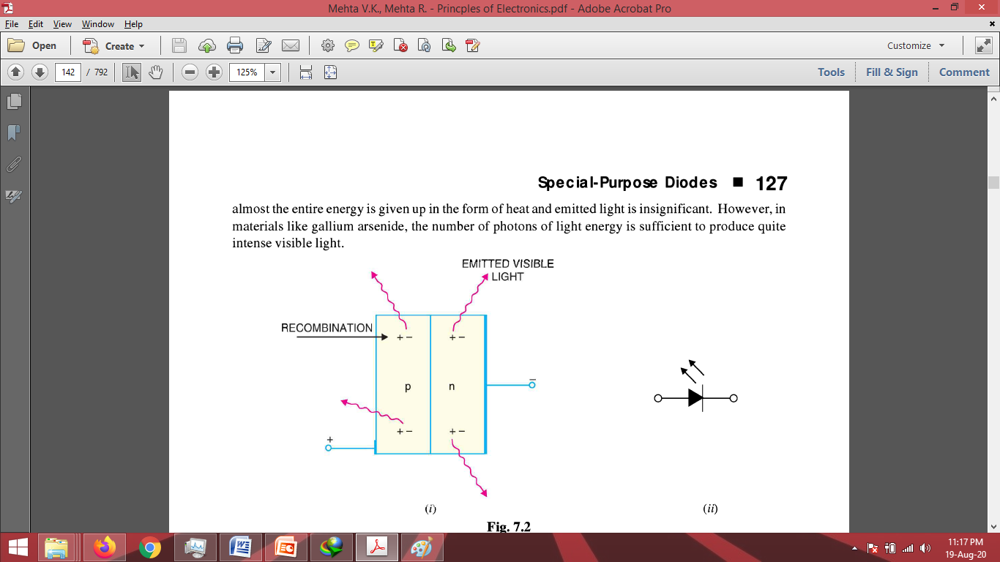 Mehta V.K., Mehta R. - Princples of Electronics.pdf - Adobe Acrobat Pro
File Edit View Window Help
Open Create Customize
142 / 792 125% Tools Fill & Sign Comment
Special-Purpose Diodes ■ 127
almost the entire energy is given up in the form of heat and emitted light is insignificant. However, in
materials like gallium arsenide, the number of photons of light energy is sufficient to produce quite
intense visible light.
EMITTED VISIBLE
LIGHT
RECOMBINATION
+ − + −
p n
−
+ − + −
+
(i) (ii)
Fig. 7.2
11:17 PM
19-Aug-20